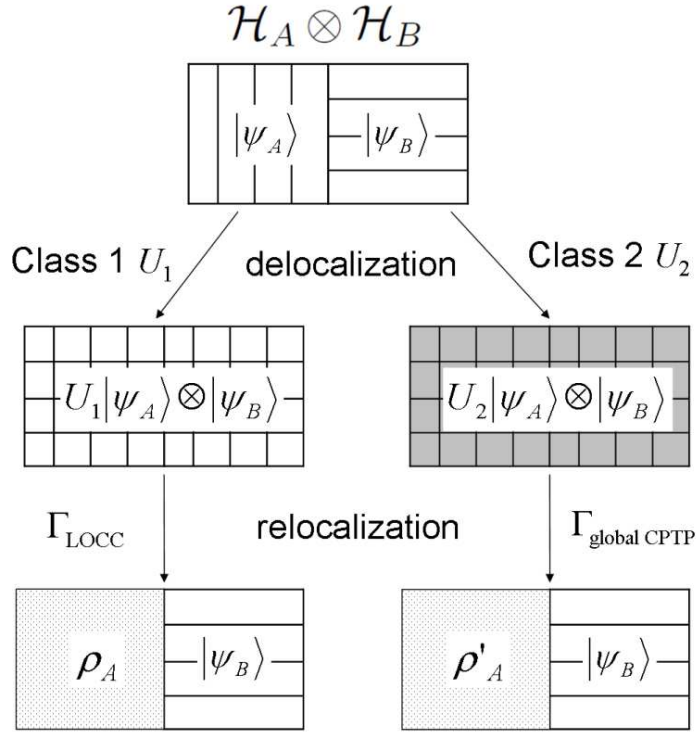 ℋ_A ⊗ ℋ_B
|ψ_A⟩ |ψ_B⟩
Class 1 U_1 delocalization Class 2 U_2
U_1|ψ_A⟩⊗|ψ_B⟩ U_2|ψ_A⟩⊗|ψ_B⟩
Γ_LOCC relocalization Γ_global CPTP
ρ_A |ψ_B⟩ ρ'_A |ψ_B⟩